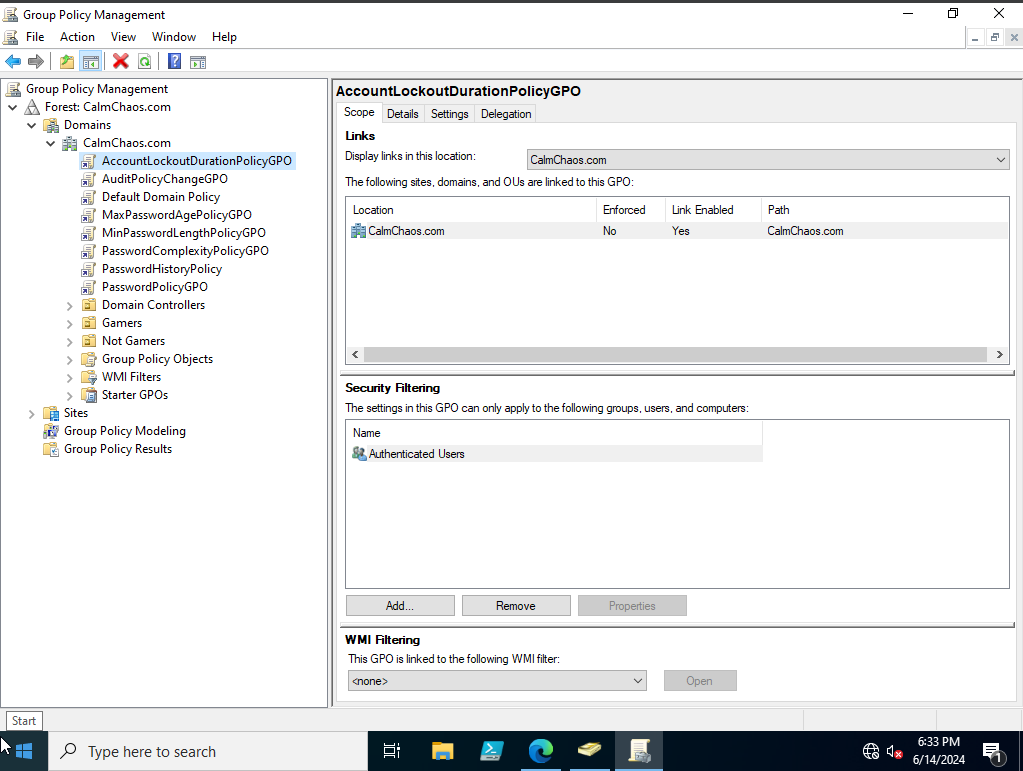 Group Policy Management
File Action View Window Help
Group Policy Management
Forest: CalmChaos.com
Domains
CalmChaos.com
AccountLockoutDurationPolicyGPO
AuditPolicyChangeGPO
Default Domain Policy
MaxPasswordAgePolicyGPO
MinPasswordLengthPolicyGPO
PasswordComplexityPolicyGPO
PasswordHistoryPolicy
PasswordPolicyGPO
Domain Controllers
Gamers
Not Gamers
Group Policy Objects
WMI Filters
Starter GPOs
Sites
Group Policy Modeling
Group Policy Results
AccountLockoutDurationPolicyGPO
Scope Details Settings Delegation
Links
Display links in this location: CalmChaos.com
The following sites, domains, and OUs are linked to this GPO:
Location Enforced Link Enabled Path
CalmChaos.com No Yes CalmChaos.com
Security Filtering
The settings in this GPO can only apply to the following groups, users, and computers:
Name
Authenticated Users
Add... Remove Properties
WMI Filtering
This GPO is linked to the following WMI filter:
<none> Open
Start
Type here to search
6:33 PM
6/14/2024
1